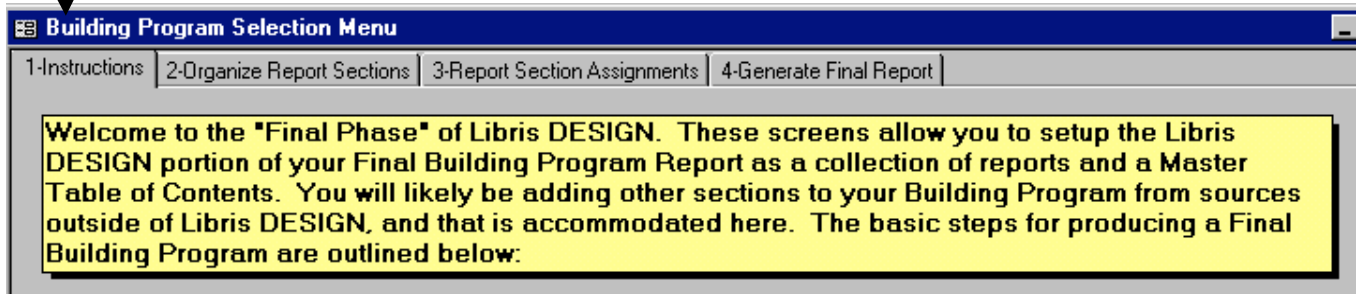 Building Program Selection Menu
1-Instructions 2-Organize Report Sections 3-Report Section Assignments 4-Generate Final Report
Welcome to the "Final Phase" of Libris DESIGN. These screens allow you to setup the Libris
DESIGN portion of your Final Building Program Report as a collection of reports and a Master
Table of Contents. You will likely be adding other sections to your Building Program from sources
outside of Libris DESIGN, and that is accommodated here. The basic steps for producing a Final
Building Program are outlined below: